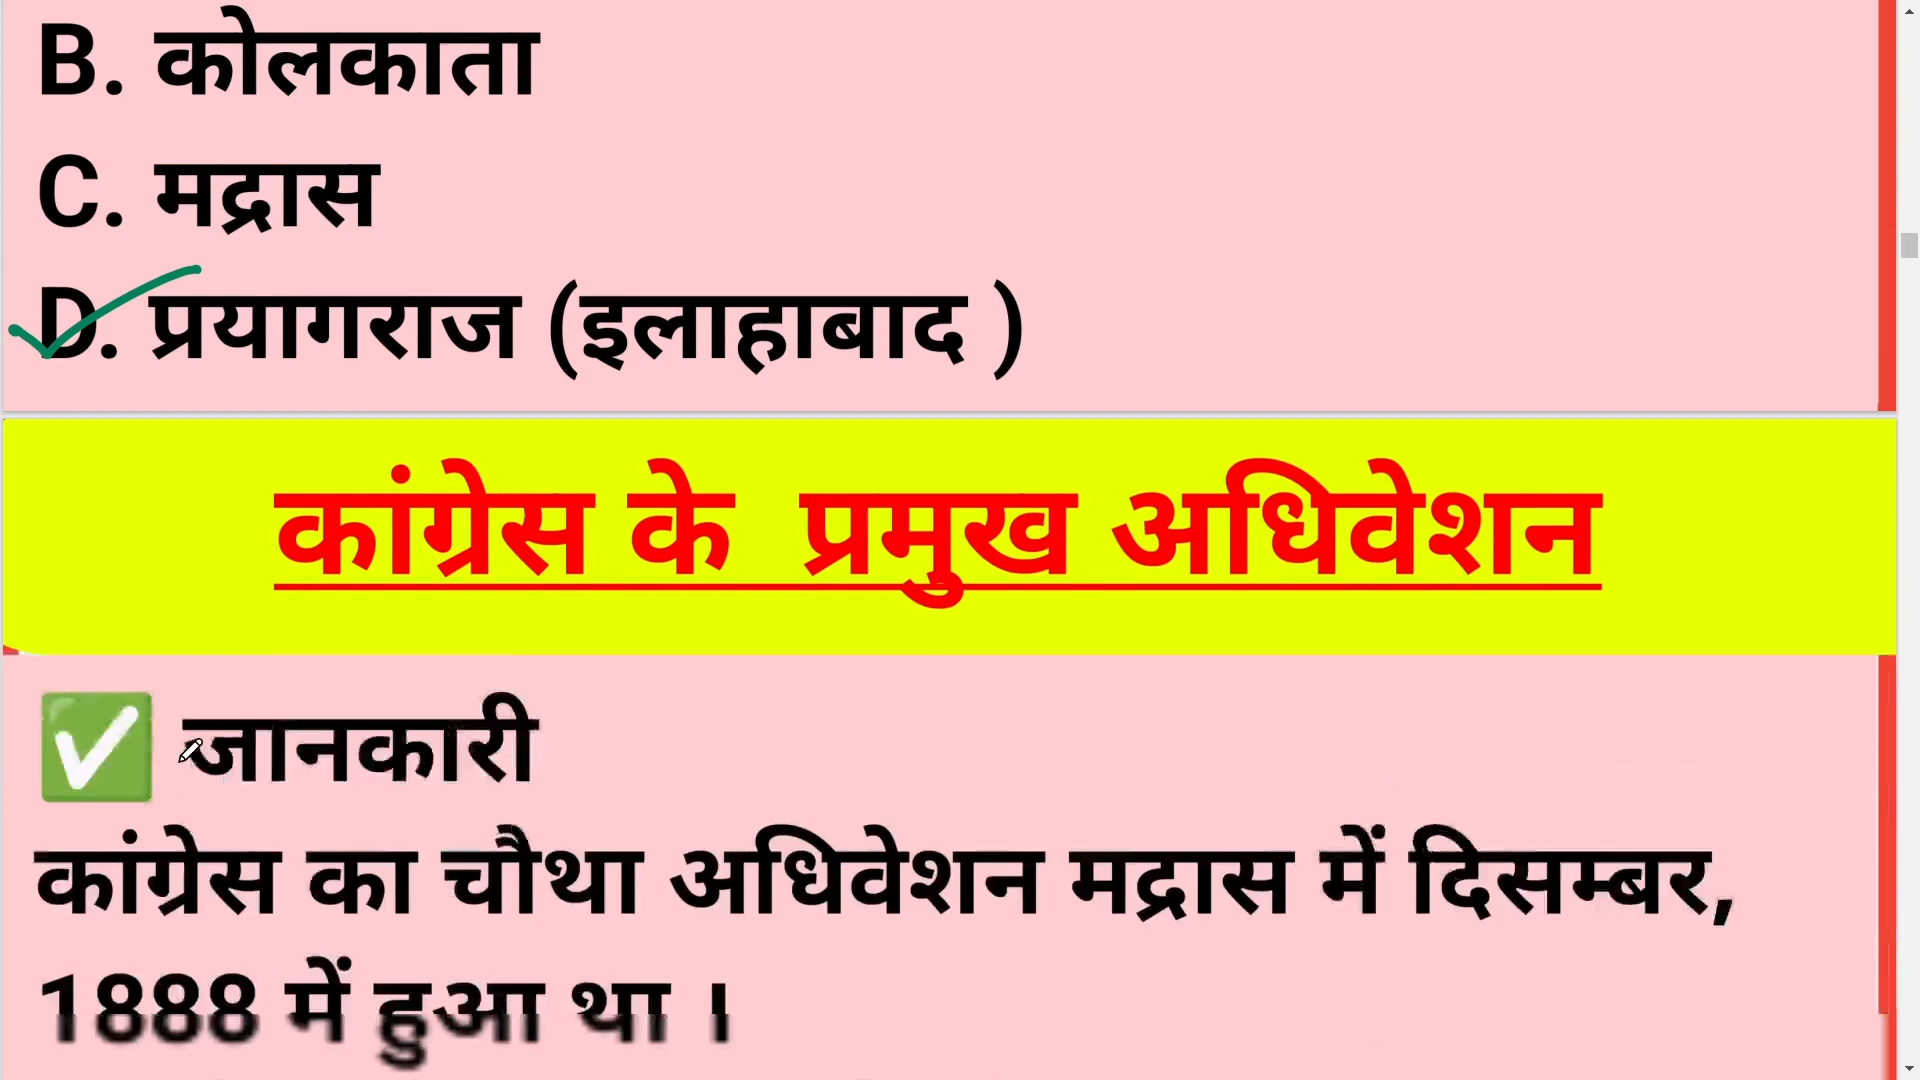 B. कोलकाता
C. मद्रास
D. प्रयागराज (इलाहाबाद )
कांग्रेस के प्रमुख अधिवेशन
✅ जानकारी
कांग्रेस का चौथा अधिवेशन मद्रास में दिसम्बर,
1888 में हुआ था ।